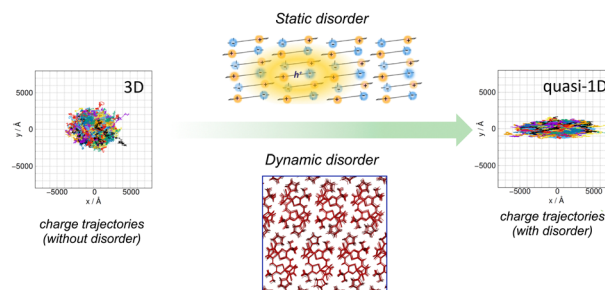 Static disorder
h+
3D
5000
0
−5000
y / Å
−5000
0
5000
x / Å
charge trajectories
(without disorder)
Dynamic disorder
quasi-1D
5000
0
−5000
y / Å
−5000
0
5000
x / Å
charge trajectories
(with disorder)